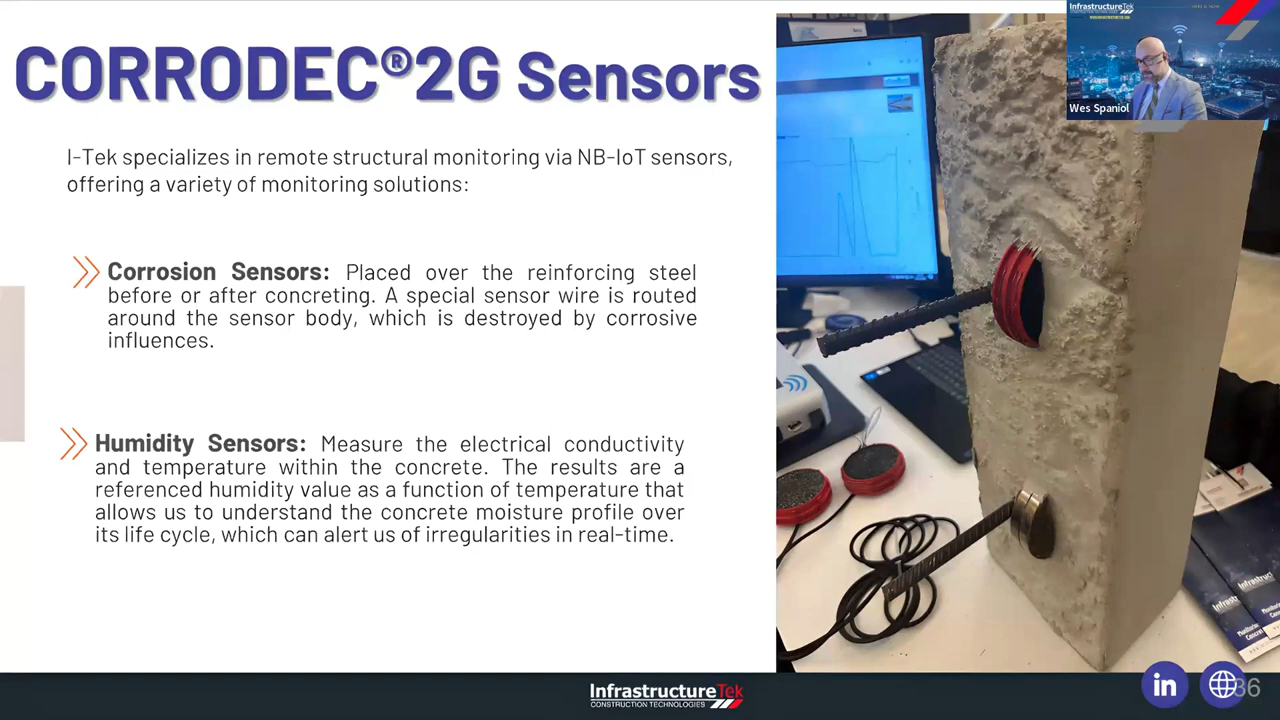 InfrastructureTek
CONSTRUCTION TECHNOLOGIES
Wes Spaniol
CORRODEC®2G Sensors
I-Tek specializes in remote structural monitoring via NB-IoT sensors,
offering a variety of monitoring solutions:
Corrosion Sensors: Placed over the reinforcing steel
before or after concreting. A special sensor wire is routed
around the sensor body, which is destroyed by corrosive
influences.
Humidity Sensors: Measure the electrical conductivity
and temperature within the concrete. The results are a
referenced humidity value as a function of temperature that
allows us to understand the concrete moisture profile over
its life cycle, which can alert us of irregularities in real-time.
Infrastruct
Monitorin
Concret
InfrastructureTek
CONSTRUCTION TECHNOLOGIES
in
36